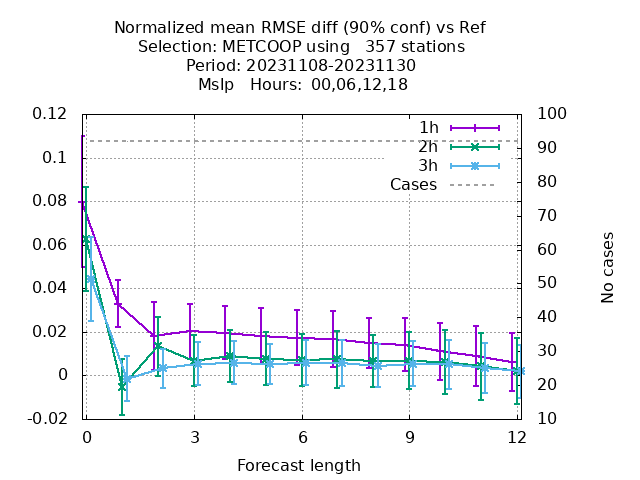 Normalized mean RMSE diff (90% conf) vs Ref
Selection: METCOOP using   357 stations
Period: 20231108-20231130
Mslp   Hours: 00,06,12,18
0.12
0.1
0.08
0.06
0.04
0.02
0
-0.02
100
90
80
70
60
50
40
30
20
10
1h
2h
3h
Cases
No cases
0
3
6
9
12
Forecast length